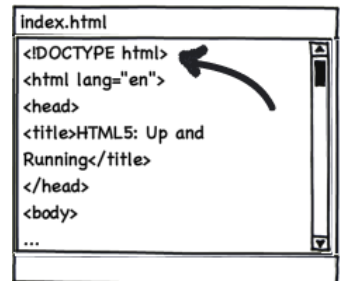 index.html
<!DOCTYPE html>
<html lang="en">
<head>
<title>HTML5: Up and
Running</title>
</head>
<body>
...